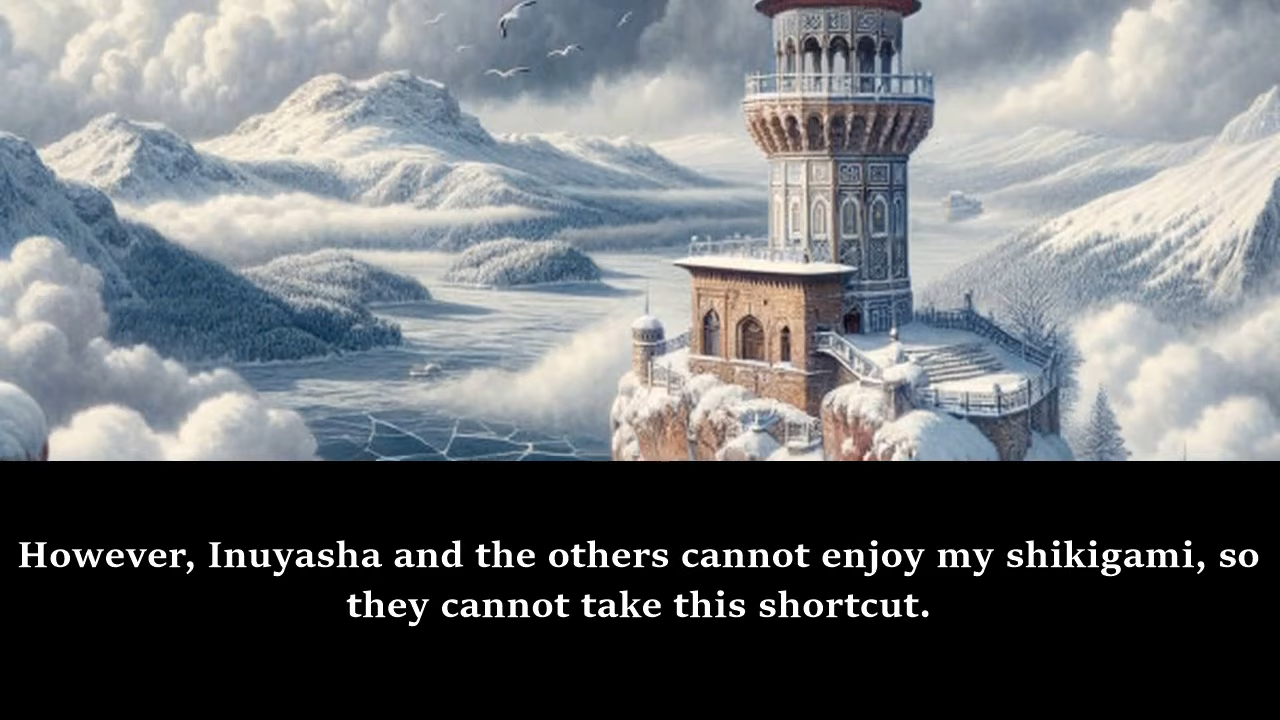 However, Inuyasha and the others cannot enjoy my shikigami, so
they cannot take this shortcut.